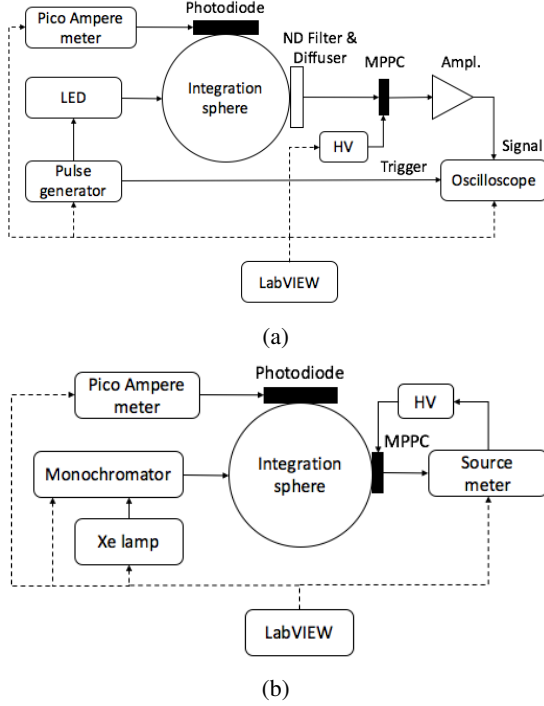 Photodiode
Pico Ampere
meter
ND Filter &
Diffuser
MPPC
Ampl.
LED
Integration
sphere
HV
Signal
Trigger
Pulse
generator
Oscilloscope
LabVIEW
(a)
Photodiode
Pico Ampere
meter
HV
MPPC
Monochromator
Integration
sphere
Source
meter
Xe lamp
LabVIEW
(b)